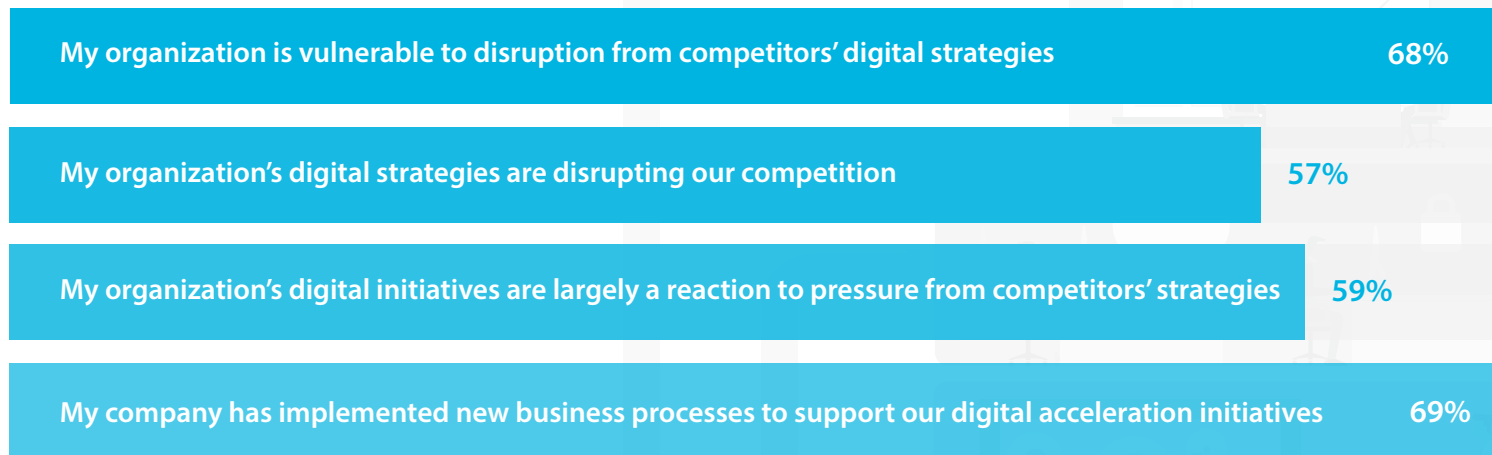 My organization is vulnerable to disruption from competitors’ digital strategies 68%
My organization’s digital strategies are disrupting our competition 57%
My organization’s digital initiatives are largely a reaction to pressure from competitors’ strategies 59%
My company has implemented new business processes to support our digital acceleration initiatives 69%